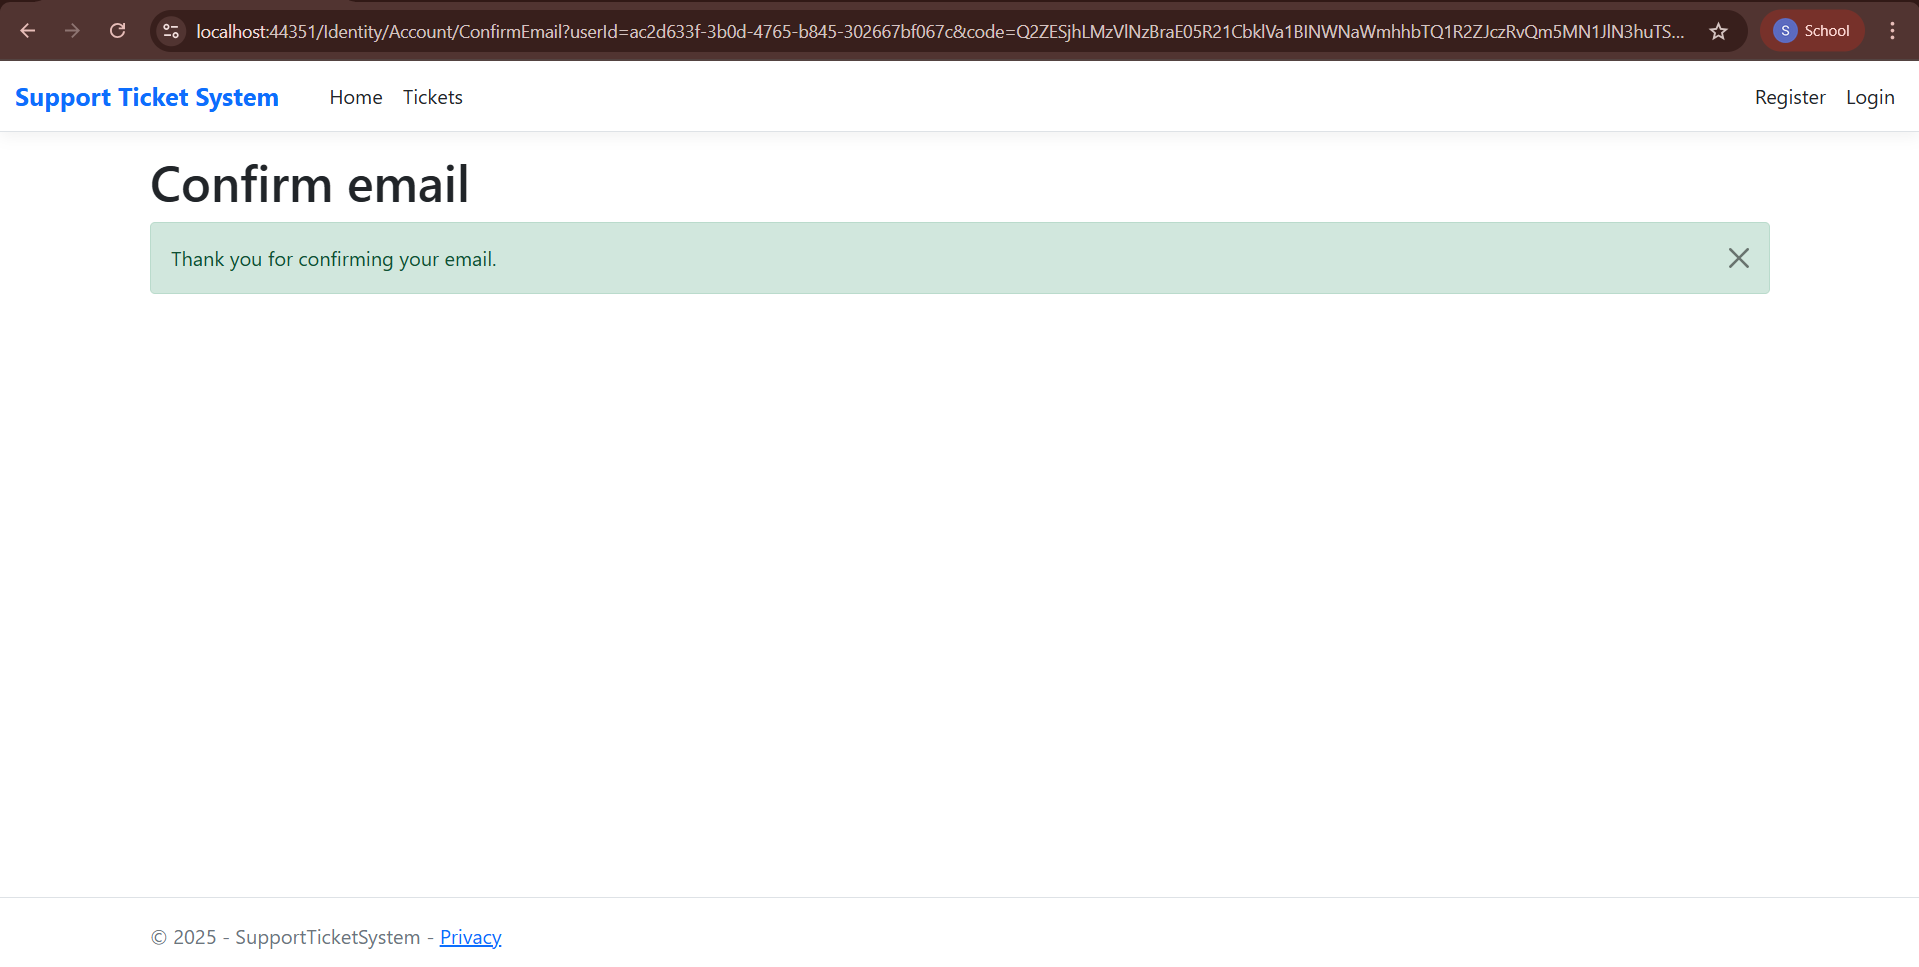 localhost:44351/Identity/Account/ConfirmEmail?userId=ac2d633f-3b0d-4765-b845-302667bf067c&code=Q2ZESjhLMzVlNzBraE05R21CbklVa1BINWNaWmhhbTQ1R2ZJczRvQm5MN1JlN3huTS...
S School
Support Ticket System Home Tickets Register Login
Confirm email
Thank you for confirming your email.
© 2025 - SupportTicketSystem - Privacy